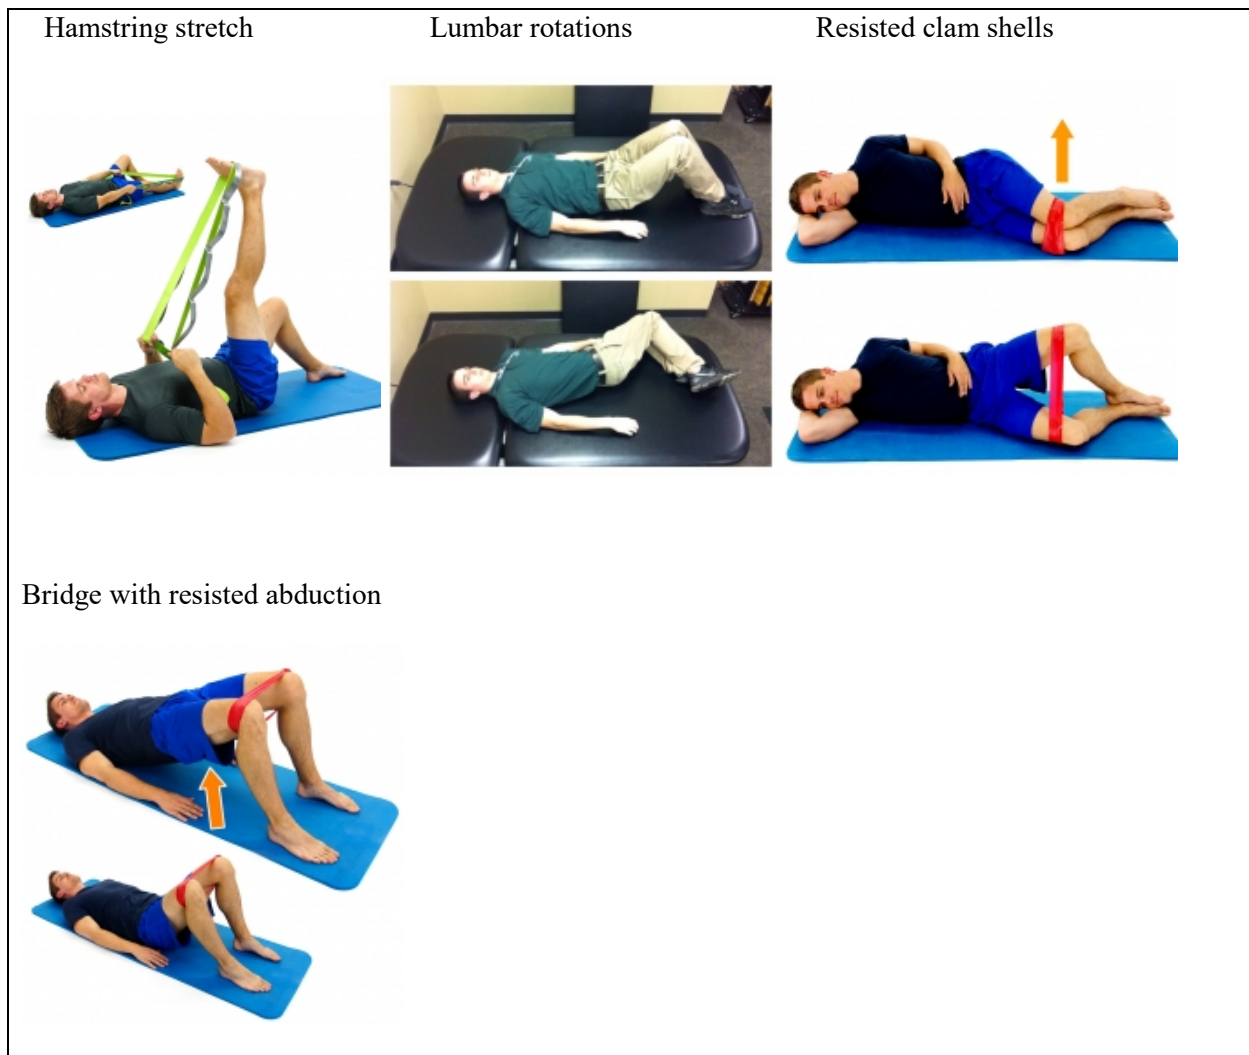 Hamstring stretch
Lumbar rotations
Resisted clam shells
Bridge with resisted abduction